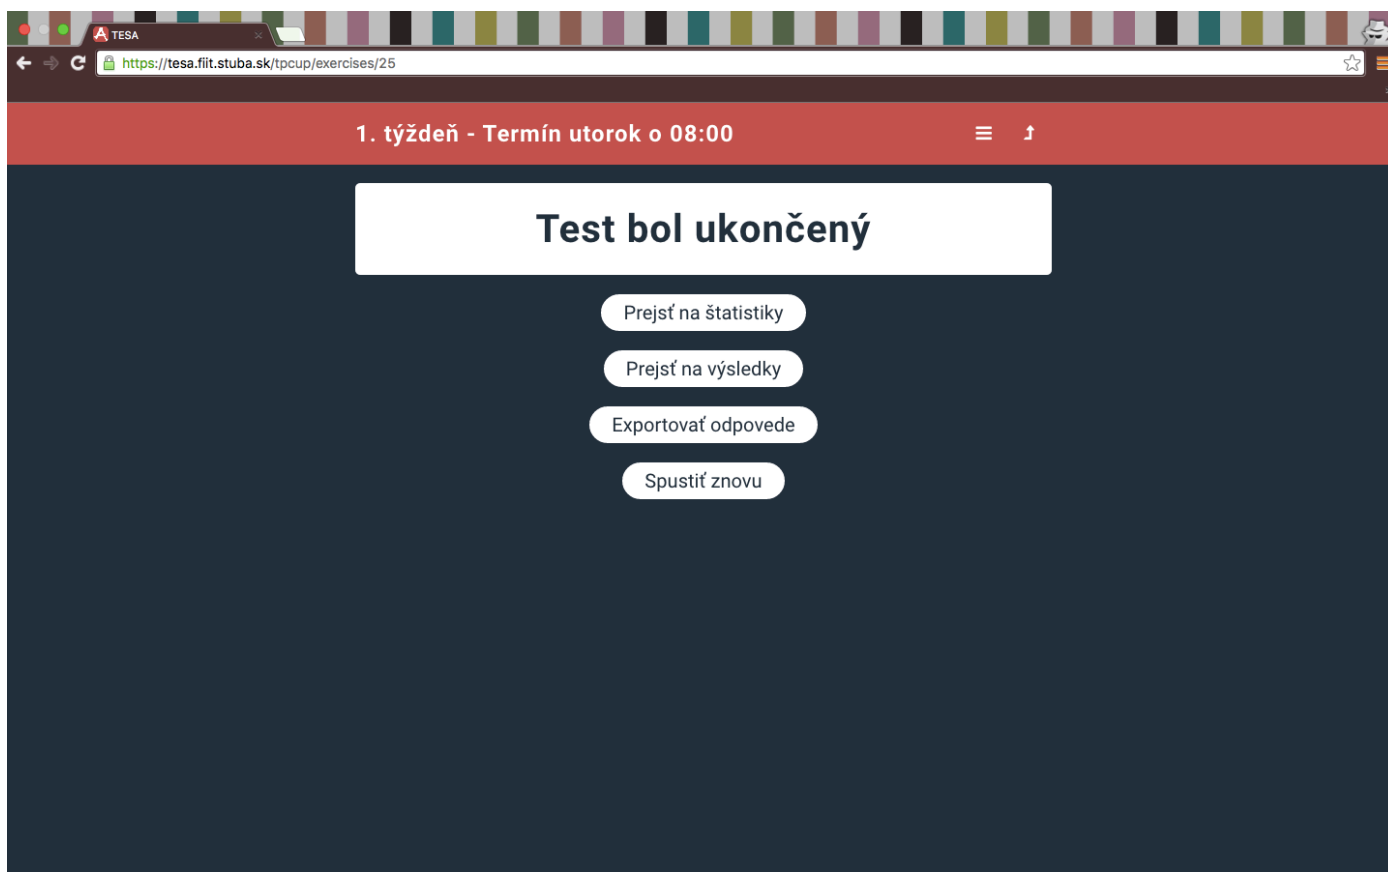 TESA
https://tesa.fiit.stuba.sk/tpcup/exercises/25
1. týždeň - Termín utorok o 08:00
Test bol ukončený
Prejsť na štatistiky
Prejsť na výsledky
Exportovať odpovede
Spustiť znovu